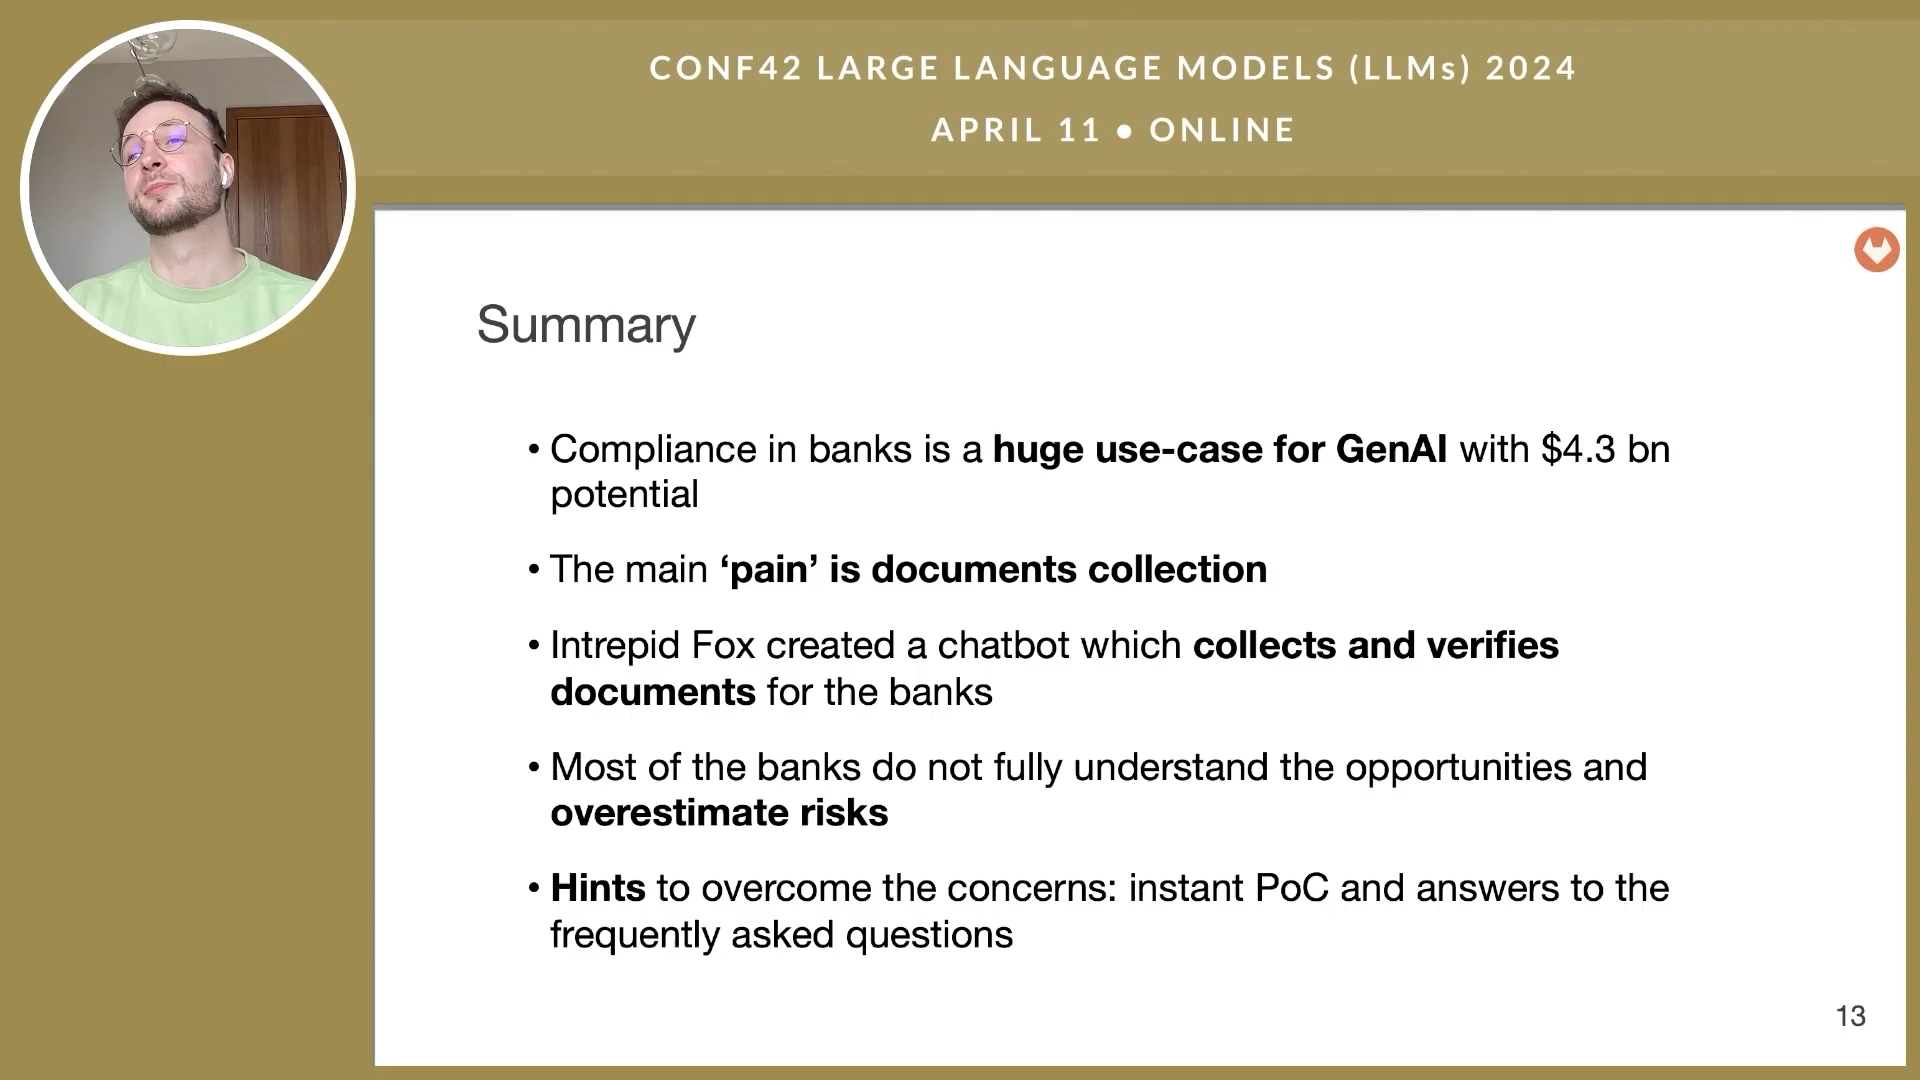 CONF42 LARGE LANGUAGE MODELS (LLMs) 2024
APRIL 11 • ONLINE
Summary
• Compliance in banks is a huge use-case for GenAI with $4.3 bn
potential
• The main ‘pain’ is documents collection
• Intrepid Fox created a chatbot which collects and verifies
documents for the banks
• Most of the banks do not fully understand the opportunities and
overestimate risks
• Hints to overcome the concerns: instant PoC and answers to the
frequently asked questions
13